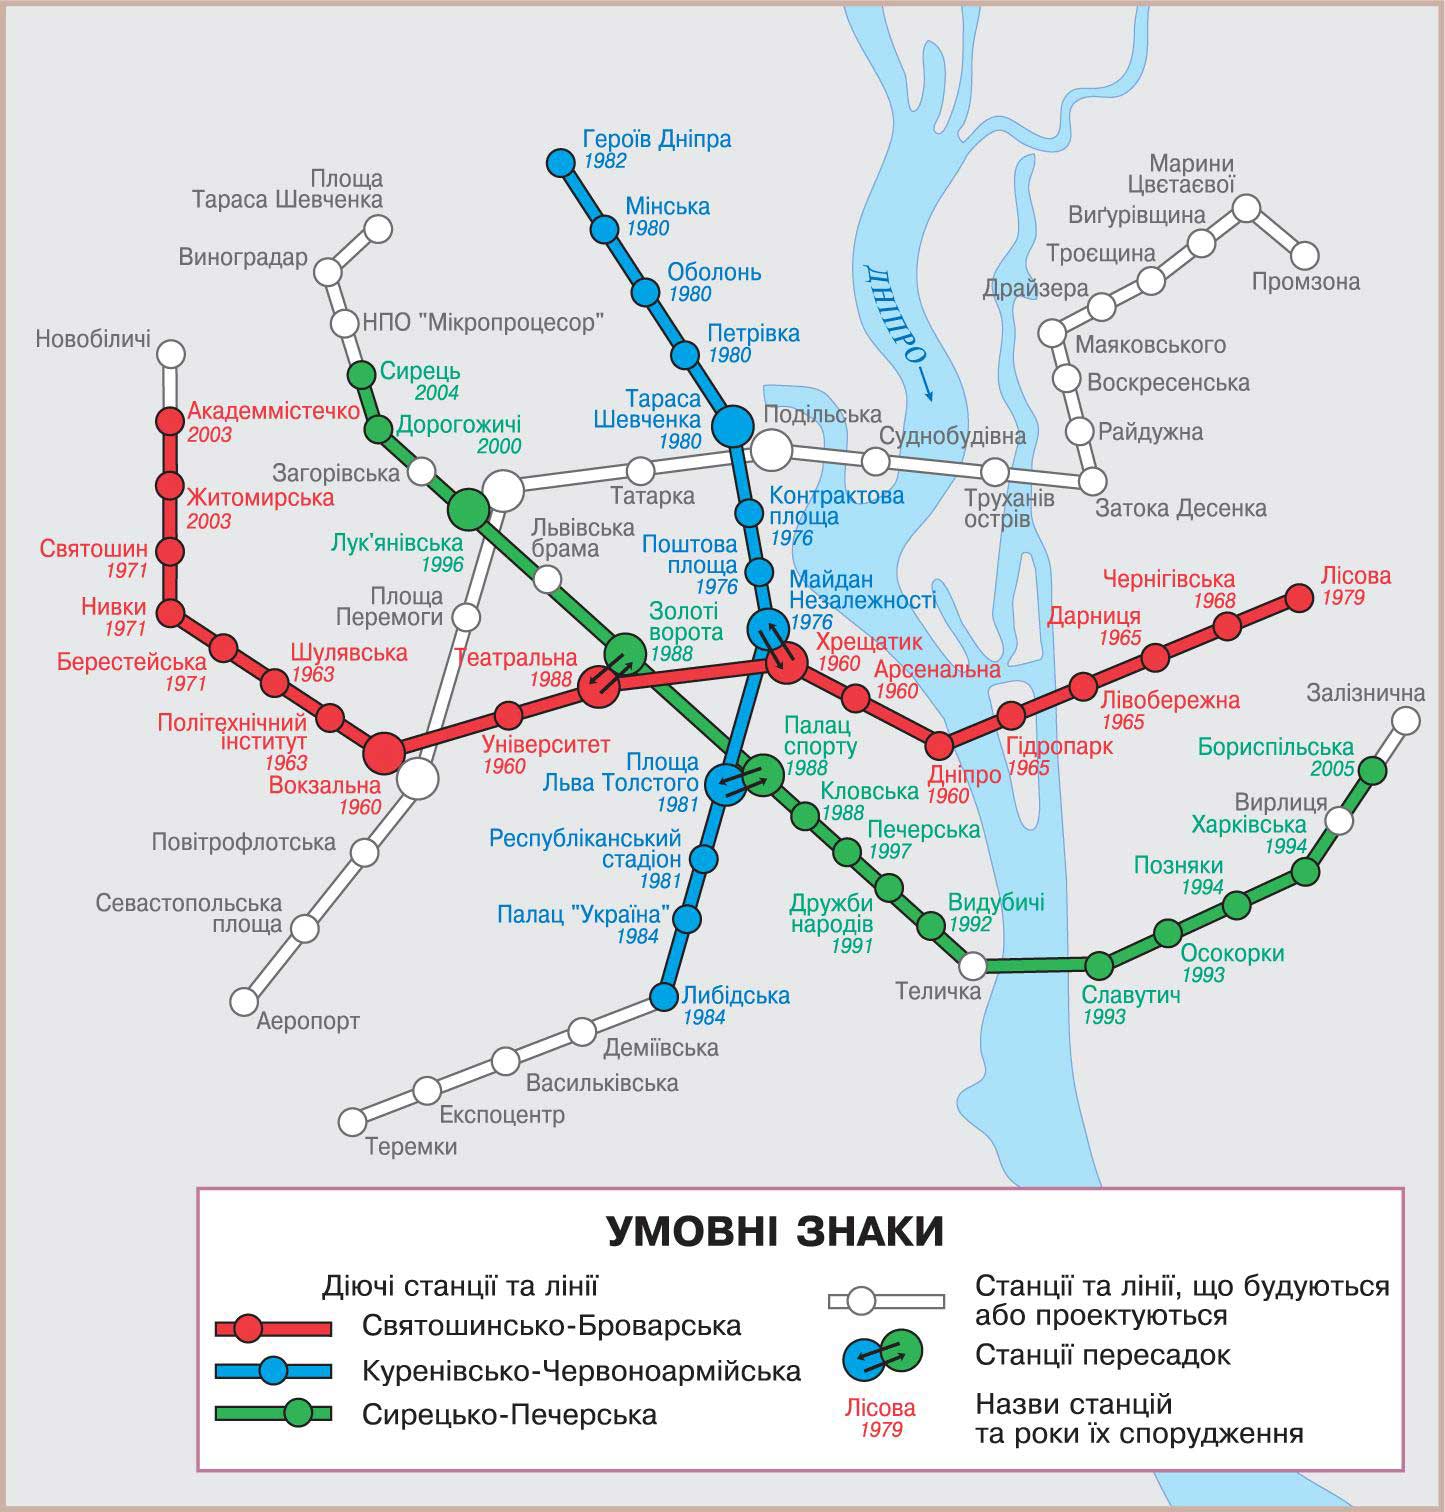 Героїв Дніпра
1982
Мінська
1980
Оболонь
1980
Петрівка
1980
Тараса
Шевченка
1980
Контрактова
площа
1976
Поштова
площа
1976
Майдан
Незалежності
1976
Площа
Льва Толстого
1981
Республіканський
стадіон
1981
Палац "Україна"
1984
Либідська
1984
Деміївська
Васильківська
Експоцентр
Теремки
Площа
Тараса Шевченка
Виноградар
НПО "Мікропроцесор"
Сирець
2004
Дорогожичі
2000
Загорівська
Лук'янівська
1996
Львівська
брама
Золоті
ворота
1988
Палац
спорту
1988
Кловська
1988
Печерська
1997
Дружби
народів
1991
Видубичі
1992
Теличка
Славутич
1993
Осокорки
1993
Позняки
1994
Харківська
1994
Вирлиця
Бориспільська
2005
Залізнична
Новобіличі
Академмістечко
2003
Житомирська
2003
Святошин
1971
Нивки
1971
Берестейська
1971
Шулявська
1963
Політехнічний
інститут
1963
Вокзальна
1960
Університет
1960
Театральна
1988
Хрещатик
1960
Арсенальна
1960
Дніпро
1960
Гідропарк
1965
Лівобережна
1965
Дарниця
1965
Чернігівська
1968
Лісова
1979
Марини
Цвєтаєвої
Виґурівщина
Троєщина
Драйзера
Промзона
Маяковського
Воскресенська
Райдужна
Затока Десенка
Труханів
острів
Суднобудівна
Подільська
Татарка
Площа
Перемоги
Повітрофлотська
Севастопольська
площа
Аеропорт
ДНІПРО
УМОВНІ ЗНАКИ
Діючі станції та лінії
Святошинсько-Броварська
Куренівсько-Червоноармійська
Сирецько-Печерська
Станції та лінії, що будуються
або проектуються
Станції пересадок
Лісова
1979
Назви станцій
та роки їх спорудження